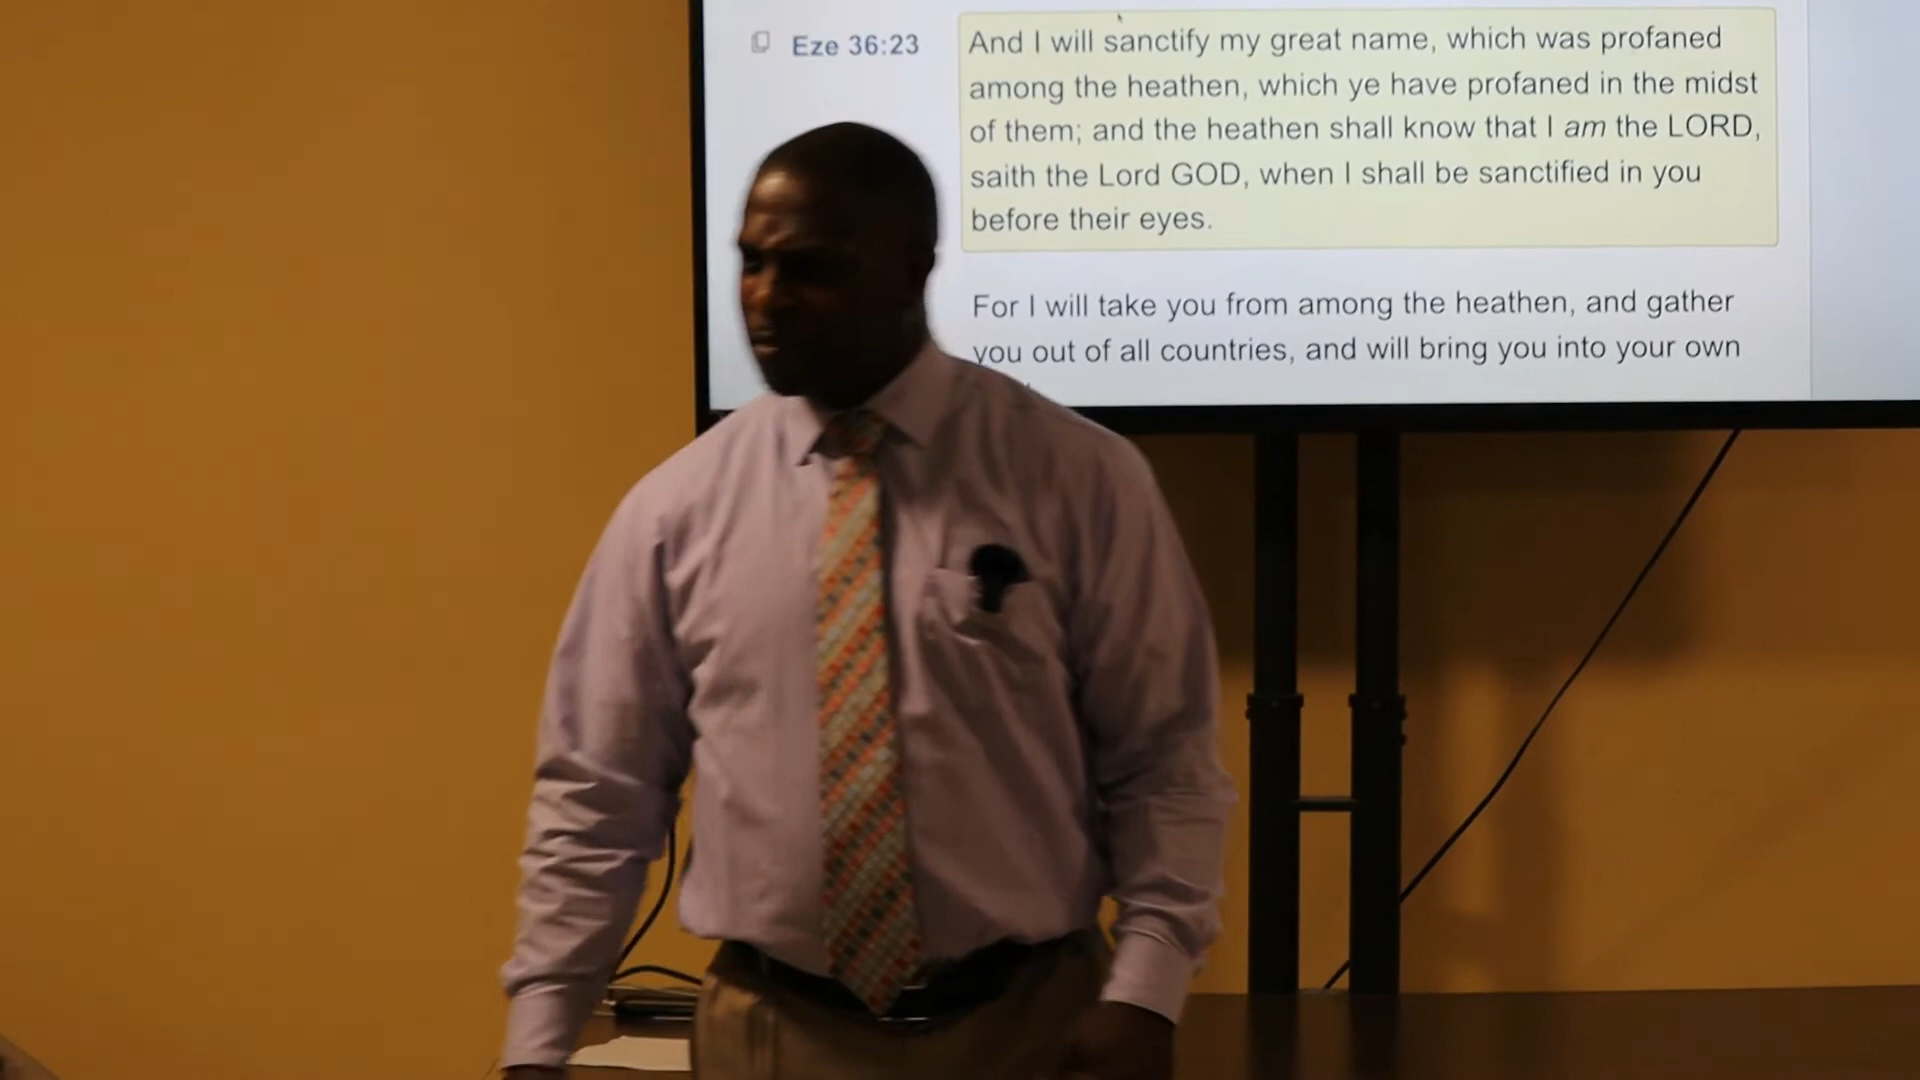 Eze 36:23
And I will sanctify my great name, which was profaned
among the heathen, which ye have profaned in the midst
of them; and the heathen shall know that I am the LORD,
saith the Lord GOD, when I shall be sanctified in you
before their eyes.
For I will take you from among the heathen, and gather
you out of all countries, and will bring you into your own